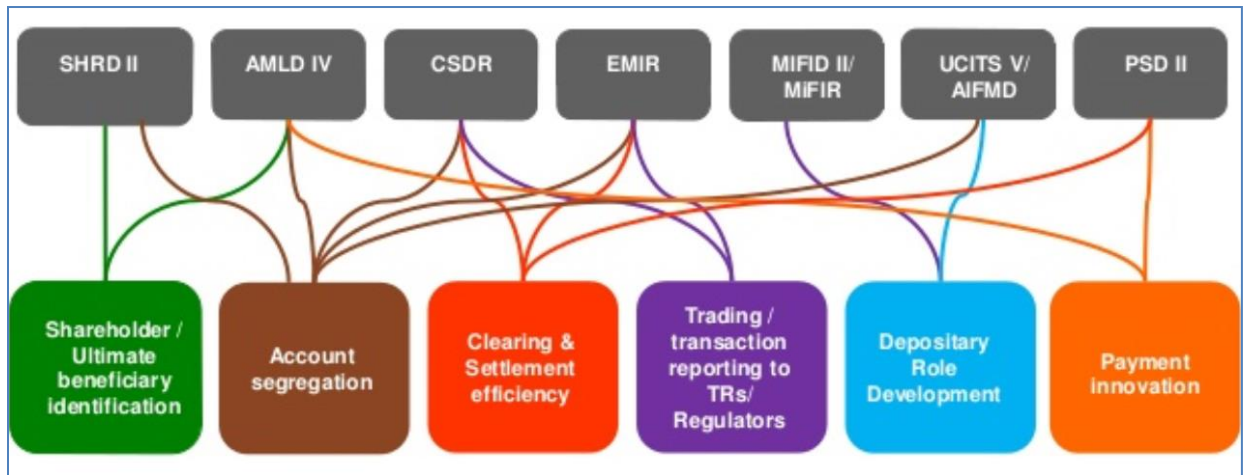 SHRD II
AMLD IV
CSDR
EMIR
MIFID II/
MiFIR
UCITS V/
AIFMD
PSD II
Shareholder /
Ultimate
beneficiary
identification
Account
segregation
Clearing &
Settlement
efficiency
Trading /
transaction
reporting to
TRs/
Regulators
Depositary
Role
Development
Payment
innovation